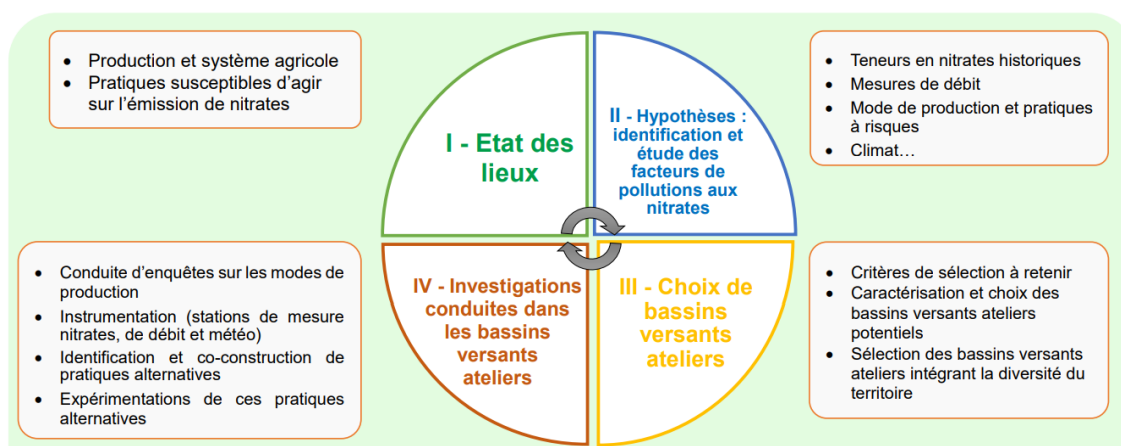 • Production et système agricole
• Pratiques susceptibles d'agir
sur l'émission de nitrates
I - Etat des
lieux
II - Hypothèses :
identification et
étude des
facteurs de
pollutions aux
nitrates
• Teneurs en nitrates historiques
• Mesures de débit
• Mode de production et pratiques
à risques
• Climat…
• Conduite d'enquêtes sur les modes de
production
• Instrumentation (stations de mesure
nitrates, de débit et météo)
• Identification et co-construction de
pratiques alternatives
• Expérimentations de ces pratiques
alternatives
IV - Investigations
conduites dans
les bassins
versants
ateliers
III - Choix de
bassins
versants
ateliers
• Critères de sélection à retenir
• Caractérisation et choix des
bassins versants ateliers
potentiels
• Sélection des bassins versants
ateliers intégrant la diversité du
territoire